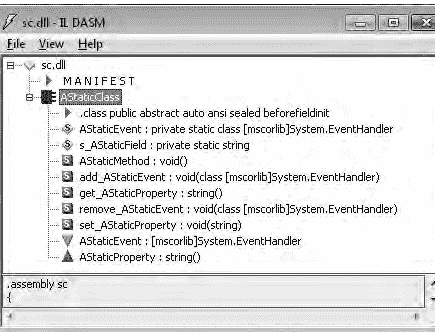 sc.dll - IL DASM
File View Help
sc.dll
MANIFEST
AStaticClass
.class public abstract auto ansi sealed beforefieldinit
AStaticEvent : private static class [mscorlib]System.EventHandler
s_AStaticField : private static string
AStaticMethod : void()
add_AStaticEvent : void(class [mscorlib]System.EventHandler)
get_AStaticProperty : string()
remove_AStaticEvent : void(class [mscorlib]System.EventHandler)
set_AStaticProperty : void(string)
AStaticEvent : [mscorlib]System.EventHandler
AStaticProperty : string()
.assembly sc
{